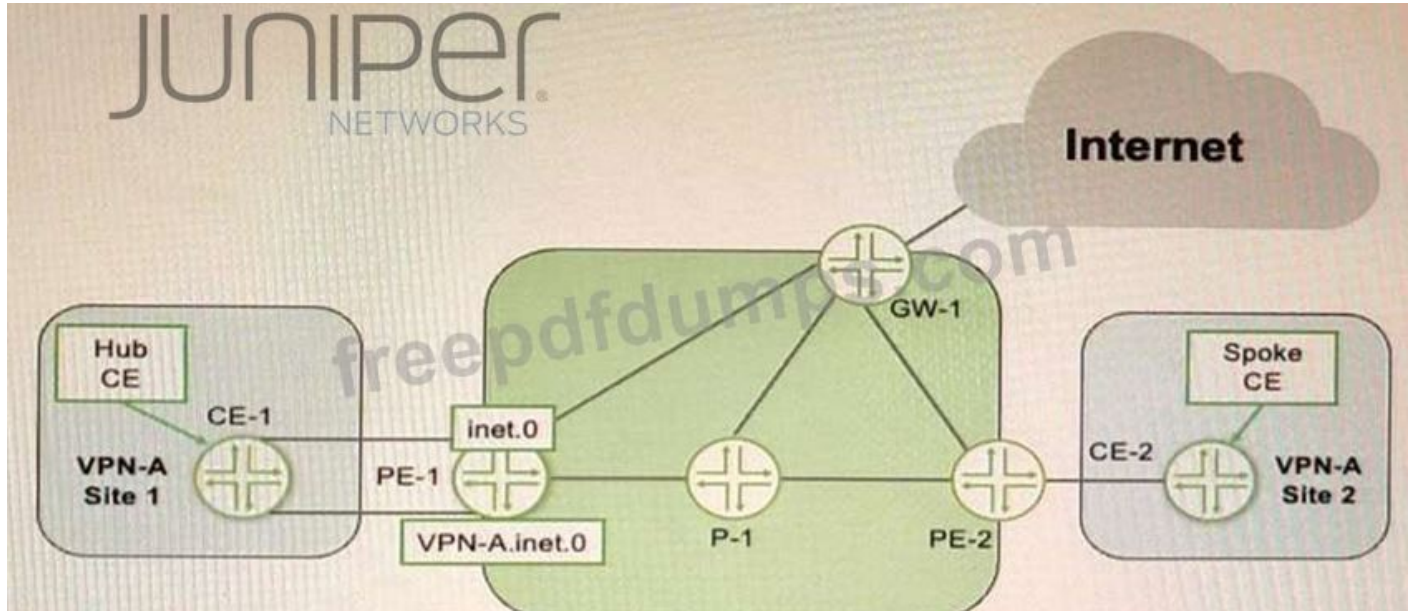 JUNIPER
NETWORKS
Internet
freepdfdumps.com
GW-1
Hub
CE
CE-1
VPN-A
Site 1
inet.0
PE-1
VPN-A.inet.0
P-1
PE-2
CE-2
Spoke
CE
VPN-A
Site 2